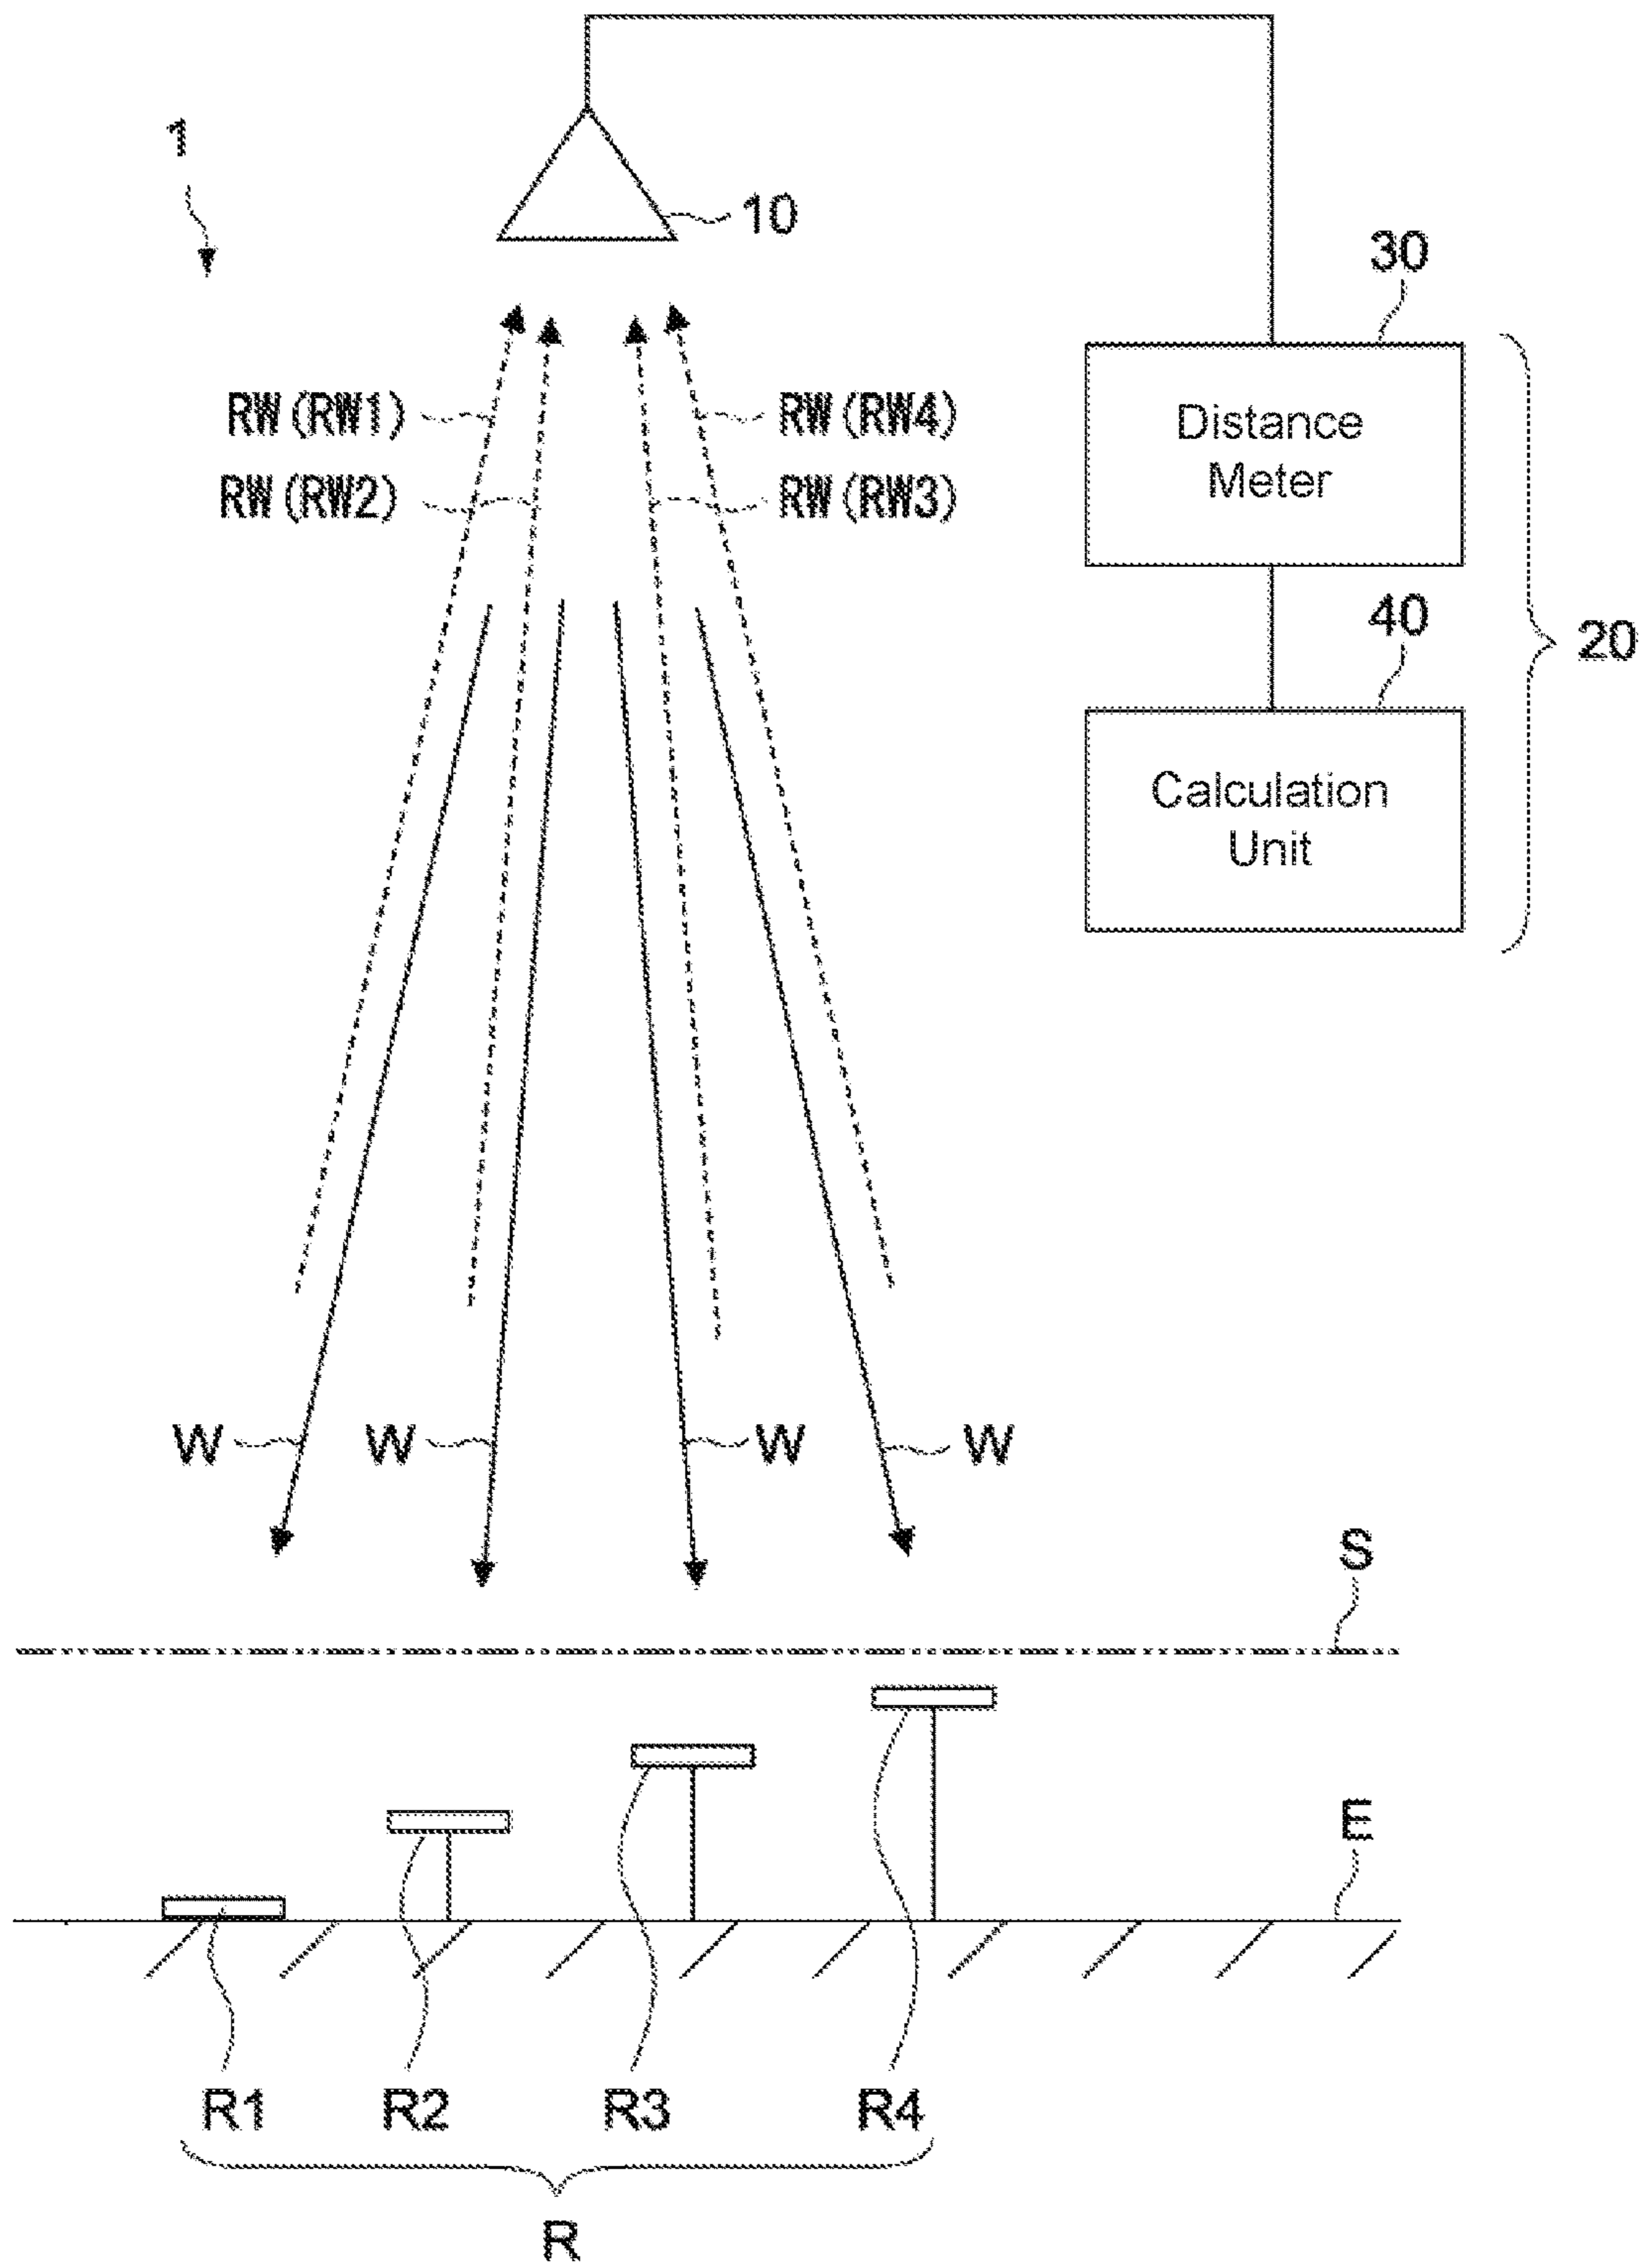 1
10
30
RW(RW1)
RW(RW4)
Distance
Meter
RW(RW2)
RW(RW3)
40
20
Calculation
Unit
W
W
W
W
S
E
R1
R2
R3
R4
R